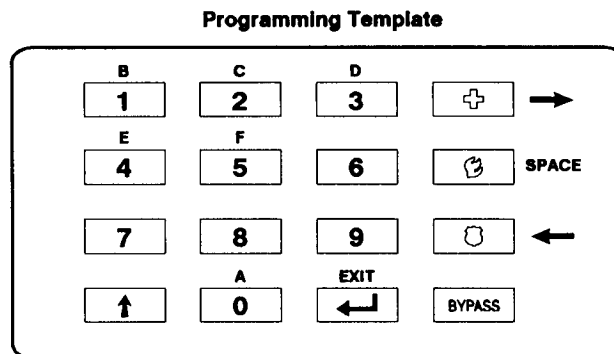 Programming Template
B C D
1 2 3
E F
4 5 6 SPACE
7 8 9
A EXIT
0 BYPASS